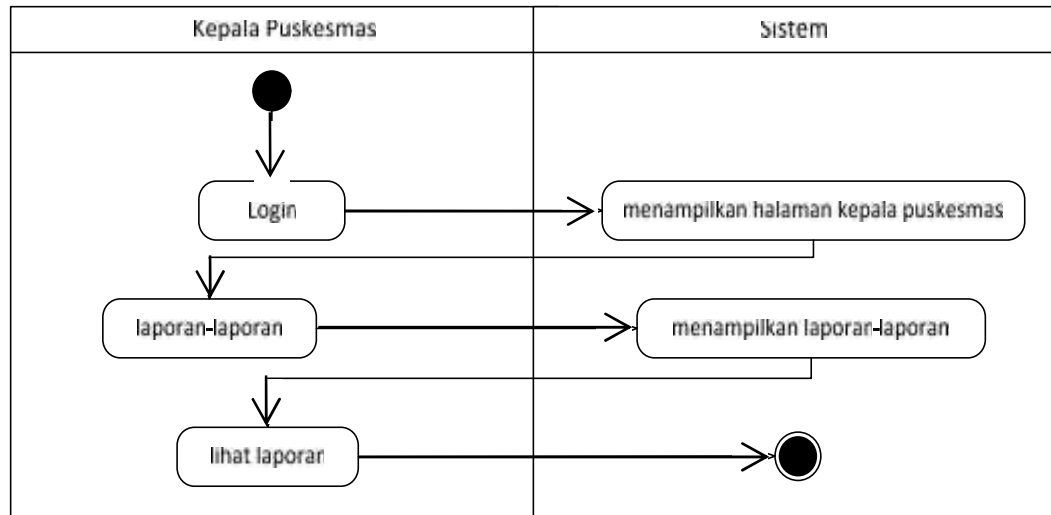 Kepala Puskesmas
Sistem
Login
menampilkan halaman kepala puskesmas
laporan-laporan
menampilkan laporan-laporan
lihat laporan